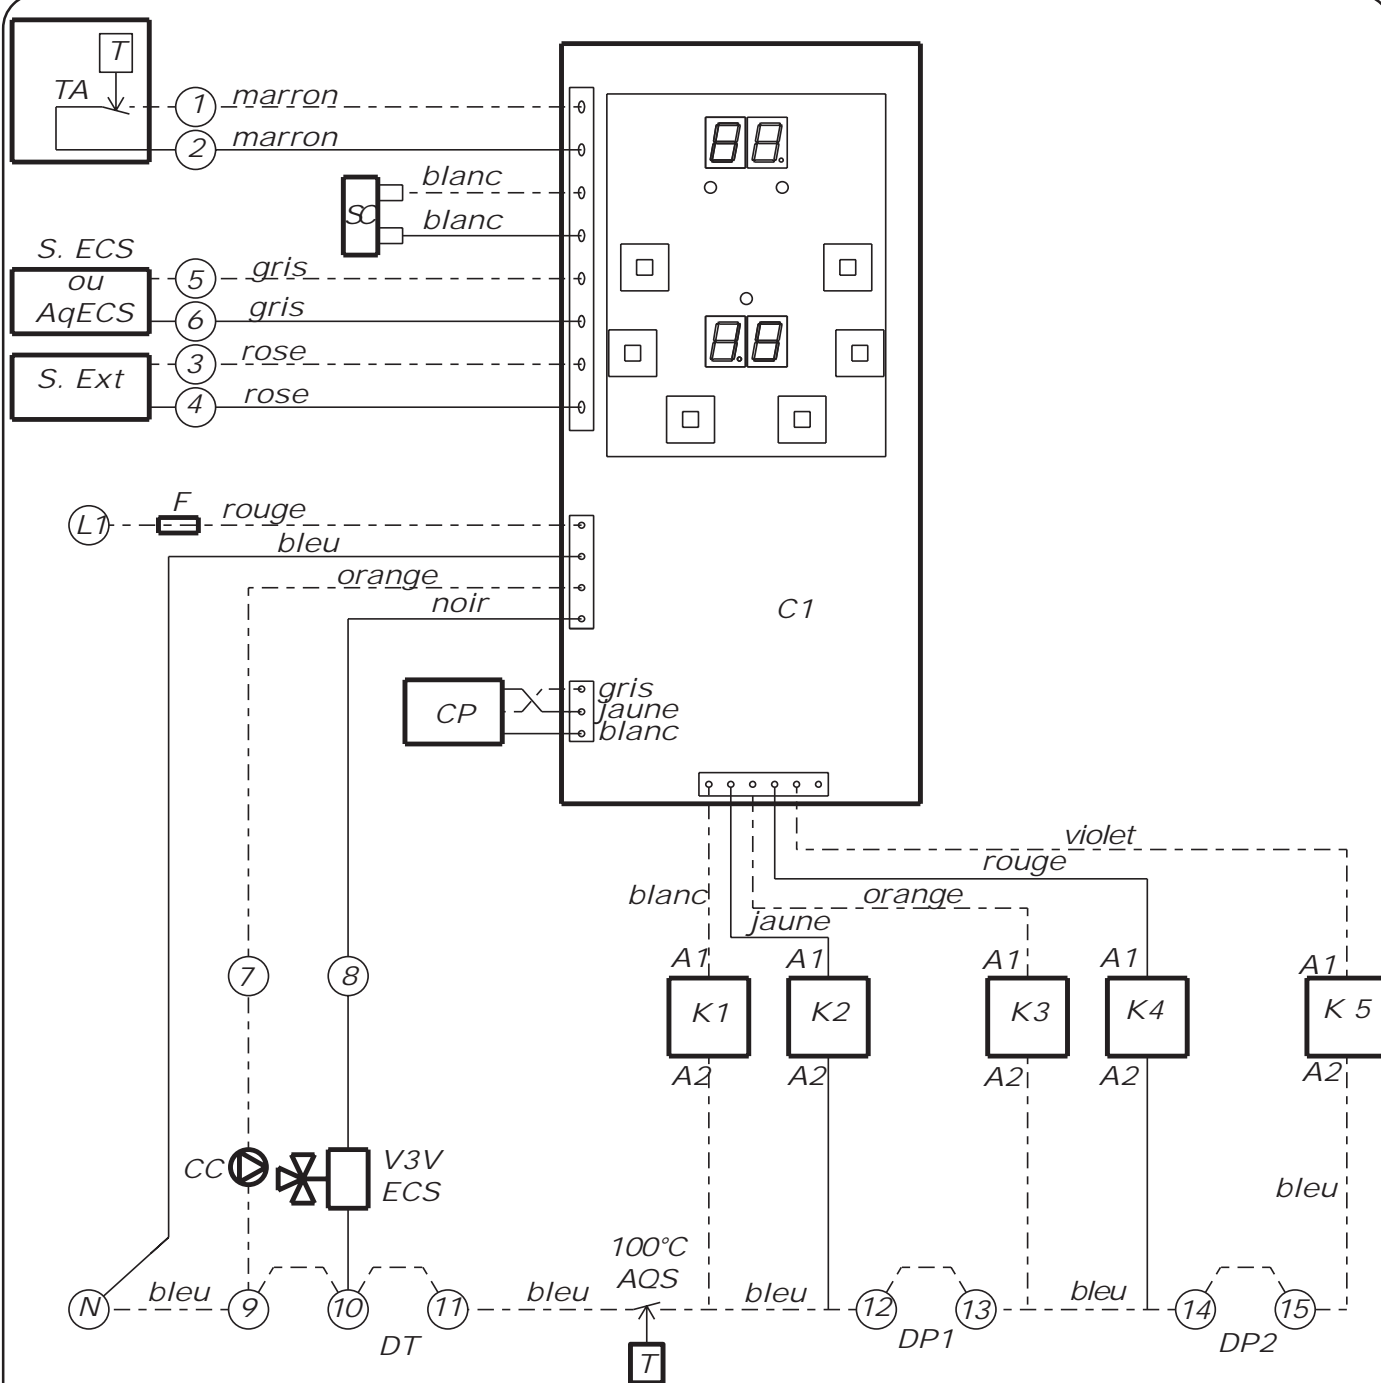 T
TA
1 marron
2 marron
SC
blanc
blanc
S. ECS
ou
AqECS
5 gris
6 gris
S. Ext
3 rose
4 rose
L1
F
rouge
bleu
orange
noir
C1
CP
gris
jaune
blanc
violet
rouge
orange
blanc
jaune
7
8
A1
A1
A1
A1
A1
K1
K2
K3
K4
K 5
A2
A2
A2
A2
A2
CC
V3V
ECS
bleu
100°C
AQS
N
bleu
9
10
11
bleu
bleu
12
13
bleu
14
15
DT
DP1
DP2
T